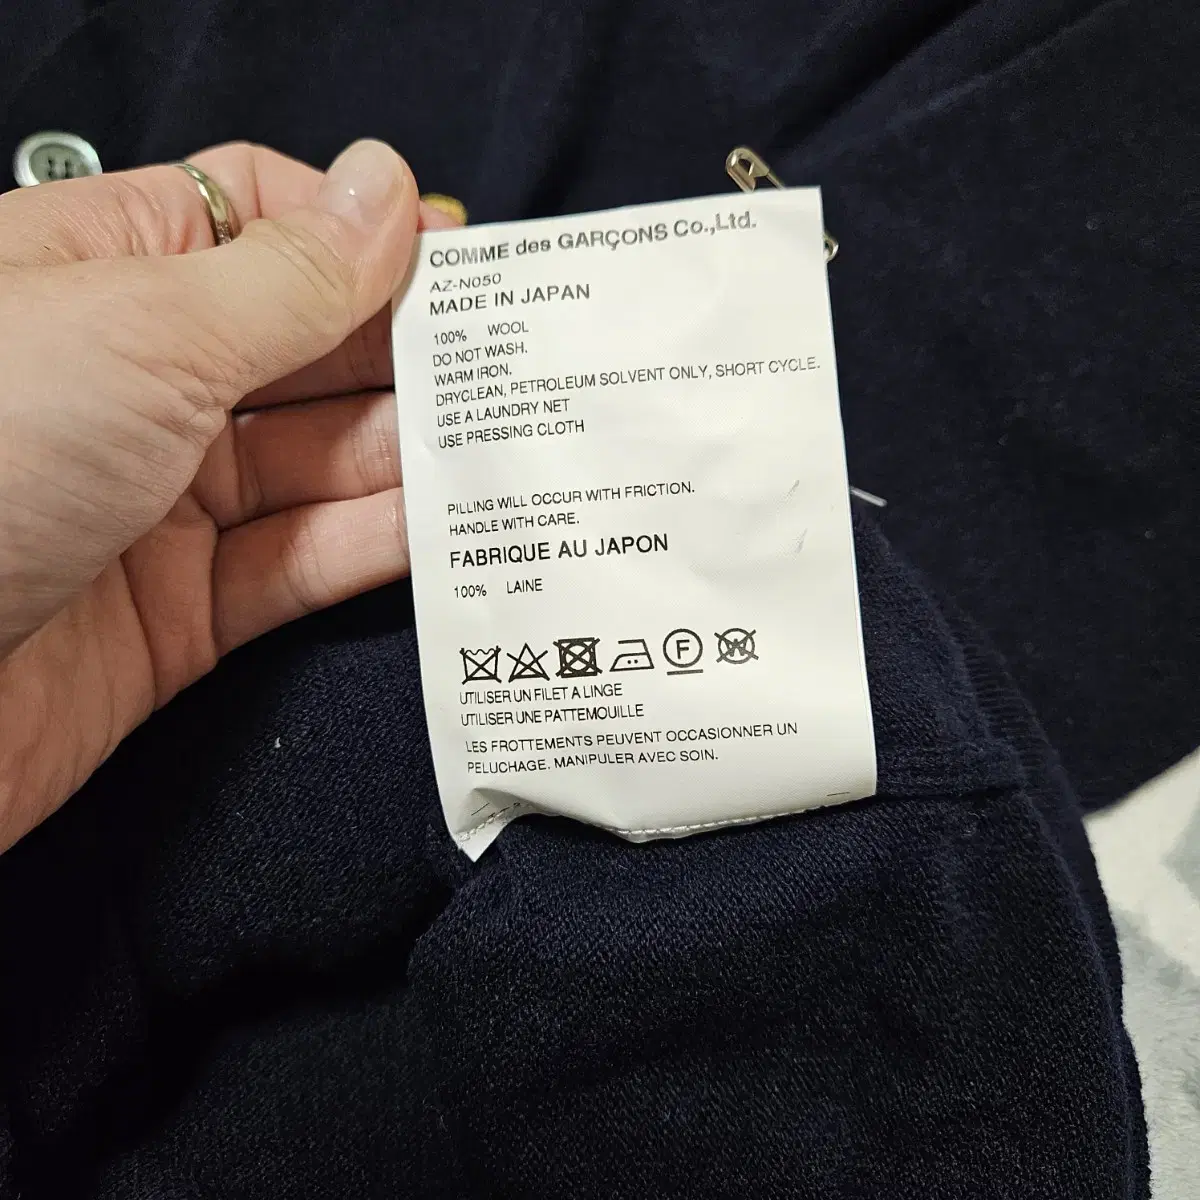 COMME des GARÇONS Co.,Ltd.
AZ-N050
MADE IN JAPAN
100% WOOL
DO NOT WASH.
WARM IRON.
DRYCLEAN, PETROLEUM SOLVENT ONLY, SHORT CYCLE.
USE A LAUNDRY NET
USE PRESSING CLOTH
PILLING WILL OCCUR WITH FRICTION.
HANDLE WITH CARE.
FABRIQUE AU JAPON
100% LAINE
F W
UTILISER UN FILET A LINGE
UTILISER UNE PATTEMOUILLE
LES FROTTEMENTS PEUVENT OCCASIONNER UN
PELUCHAGE. MANIPULER AVEC SOIN.